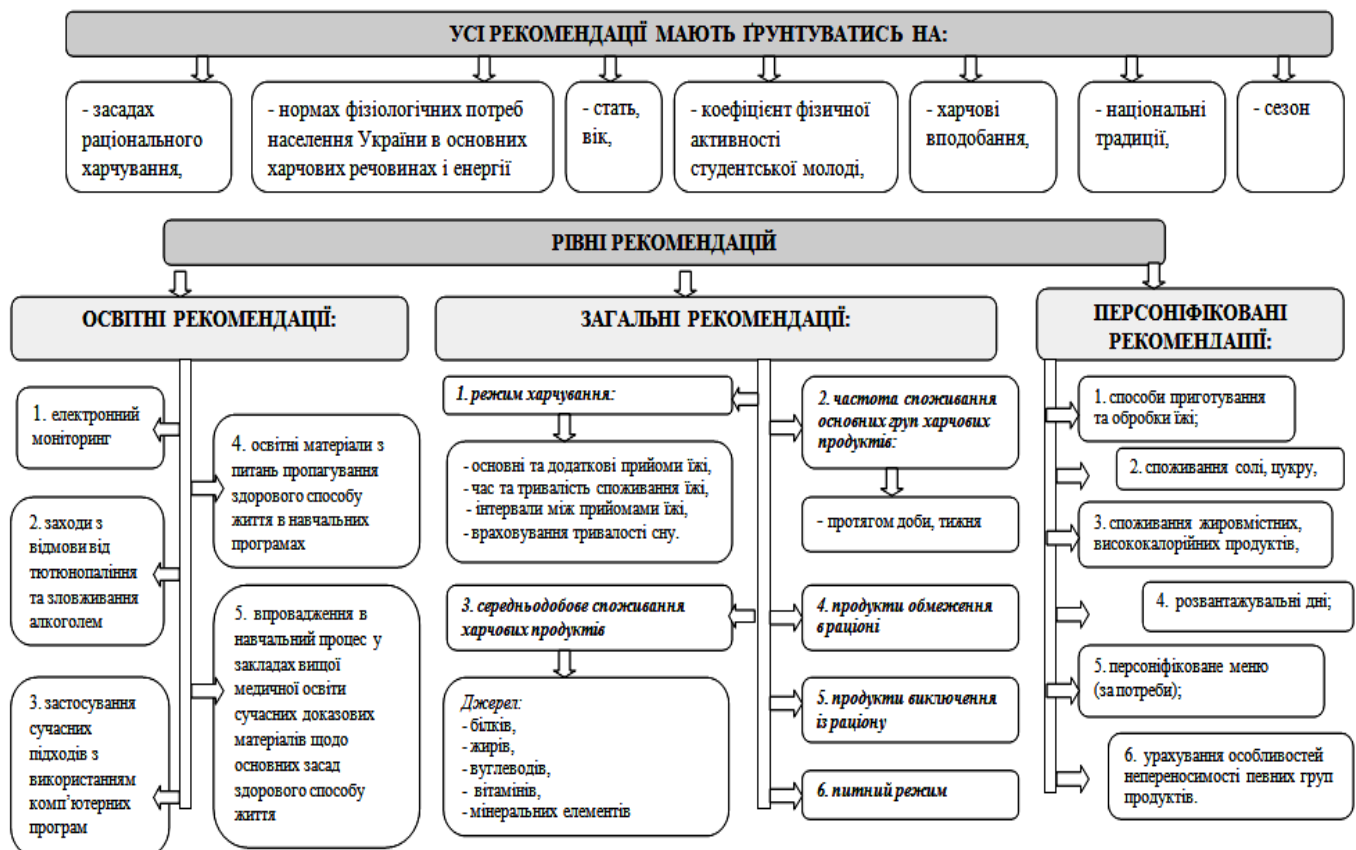 УСІ РЕКОМЕНДАЦІЇ МАЮТЬ ҐРУНТУВАТИСЬ НА:
- засадах
раціонального
харчування,
- нормах фізіологічних потреб
населення України в основних
харчових речовинах і енергії
- стать,
вік,
- коефіцієнт фізичної
активності
студентської молоді,
- харчові
вподобання,
- національні
традиції,
- сезон
РІВНІ РЕКОМЕНДАЦІЙ
ОСВІТНІ РЕКОМЕНДАЦІЇ:
1. електронний
моніторинг
2. заходи з
відмови від
тютюнопаління
та зловживання
алкоголем
3. застосування
сучасних
підходів з
використанням
комп’ютерних
програм
4. освітні матеріали з
питань пропагування
здорового способу
життя в навчальних
програмах
5. впровадження в
навчальний процес у
закладах вищої
медичної освіти
сучасних доказових
матеріалів щодо
основних засад
здорового способу
життя
ЗАГАЛЬНІ РЕКОМЕНДАЦІЇ:
1. режим харчування:
- основні та додаткові прийоми їжі,
- час та тривалість споживання їжі,
- інтервали між прийомами їжі,
- враховування тривалості сну.
2. частота споживання
основних груп харчових
продуктів:
- протягом доби, тижня
3. середньодобове споживання
харчових продуктів
Джерел:
- білків,
- жирів,
- вуглеводів,
- вітамінів,
- мінеральних елементів
4. продукти обмеження
в раціоні
5. продукти виключення
із раціону
6. питний режим
ПЕРСОНІФІКОВАНІ
РЕКОМЕНДАЦІЇ:
1. способи приготування
та обробки їжі;
2. споживання солі, цукру,
3. споживання жировмістних,
висококалорійних продуктів,
4. розвантажувальні дні;
5. персоніфіковане меню
(за потреби);
6. урахування особливостей
непереносимості певних груп
продуктів.